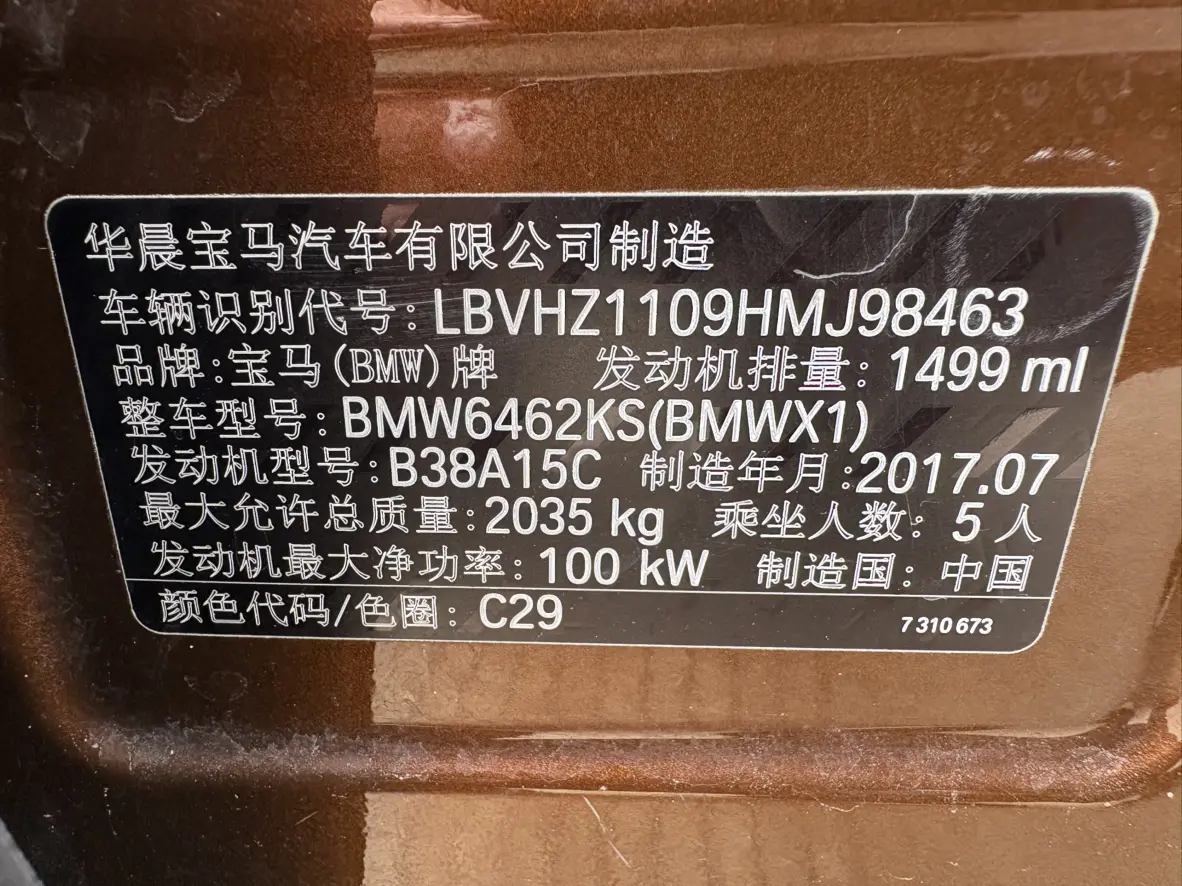 华晨宝马汽车有限公司制造
车辆识别代号: LBVHZ1109HMJ98463
品牌:宝马(BMW)牌 发动机排量: 1499 ml
整车型号: BMW6462KS(BMWX1)
发动机型号: B38A15C 制造年月:2017.07
最大允许总质量: 2035 kg 乘坐人数: 5 人
发动机最大净功率: 100 kW 制造国: 中国
颜色代码/色圈: C29 7 310 673